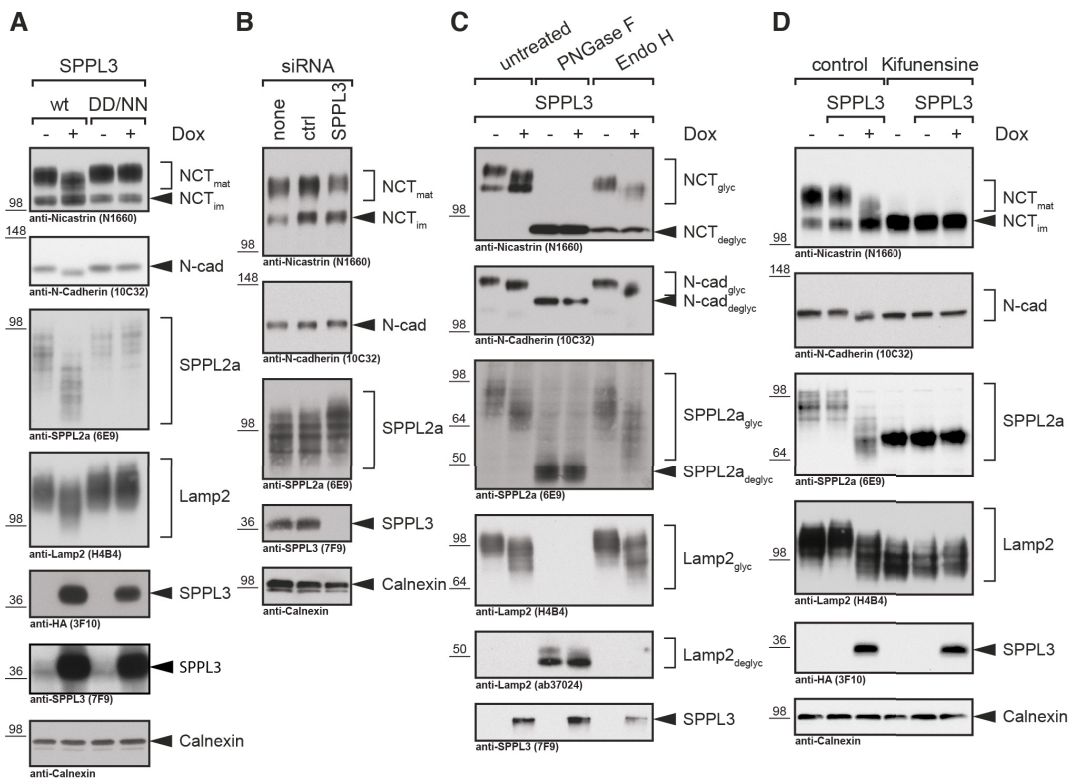 A
SPPL3
wt DD/NN
- + - + Dox
NCTmat
NCTim
98
anti-Nicastrin (N1660)
148
N-cad
anti-N-Cadherin (10C32)
98
SPPL2a
anti-SPPL2a (6E9)
Lamp2
98
anti-Lamp2 (H4B4)
SPPL3
36
anti-HA (3F10)
SPPL3
36
anti-SPPL3 (7F9)
98
Calnexin
anti-Calnexin
B
siRNA
none ctrl SPPL3
NCTmat
NCTim
98
anti-Nicastrin (N1660)
148
N-cad
anti-N-cadherin (10C32)
98
SPPL2a
anti-SPPL2a (6E9)
36
SPPL3
anti-SPPL3 (7F9)
98
Calnexin
anti-Calnexin
C
untreated PNGase F Endo H
SPPL3
- + - + - + Dox
NCTglyc
98
NCTdeglyc
anti-Nicastrin (N1660)
N-cadglyc
N-caddeglyc
98
anti-N-Cadherin (10C32)
98
64
SPPL2aglyc
50
SPPL2adeglyc
anti-SPPL2a (6E9)
98
Lamp2glyc
64
anti-Lamp2 (H4B4)
50
Lamp2deglyc
anti-Lamp2 (ab37024)
SPPL3
anti-SPPL3 (7F9)
D
control Kifunensine
SPPL3 SPPL3
- - + - - + Dox
NCTmat
NCTim
98
anti-Nicastrin (N1660)
148
N-cad
anti-N-Cadherin (10C32)
98
SPPL2a
64
anti-SPPL2a (6E9)
98
Lamp2
anti-Lamp2 (H4B4)
36
SPPL3
anti-HA (3F10)
98
Calnexin
anti-Calnexin